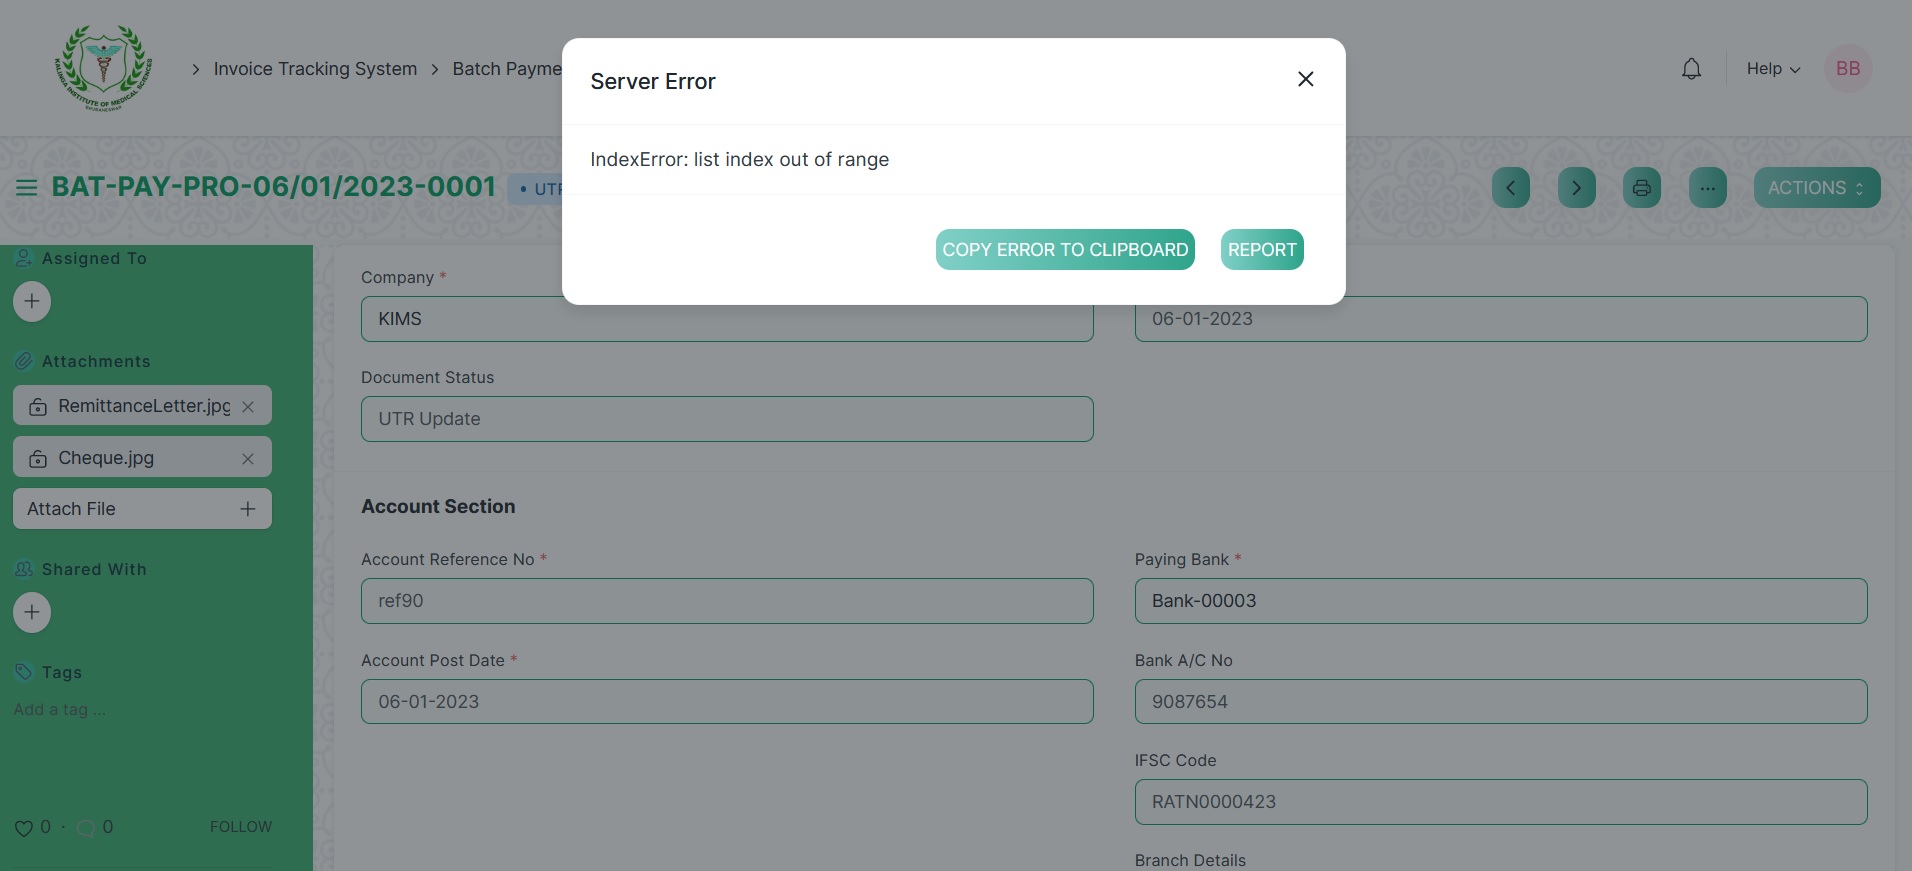 KALINGA INSTITUTE OF MEDICAL SCIENCES
BHUBANESWAR
Invoice Tracking System
Batch Payme
Help
BB
Server Error
IndexError: list index out of range
COPY ERROR TO CLIPBOARD
REPORT
BAT-PAY-PRO-06/01/2023-0001
UTR
ACTIONS
Assigned To
Attachments
RemittanceLetter.jpg
Cheque.jpg
Attach File
Shared With
Tags
Add a tag ...
0 · 0
FOLLOW
Company *
KIMS
06-01-2023
Document Status
UTR Update
Account Section
Account Reference No *
ref90
Paying Bank *
Bank-00003
Account Post Date *
06-01-2023
Bank A/C No
9087654
IFSC Code
RATN0000423
Branch Details